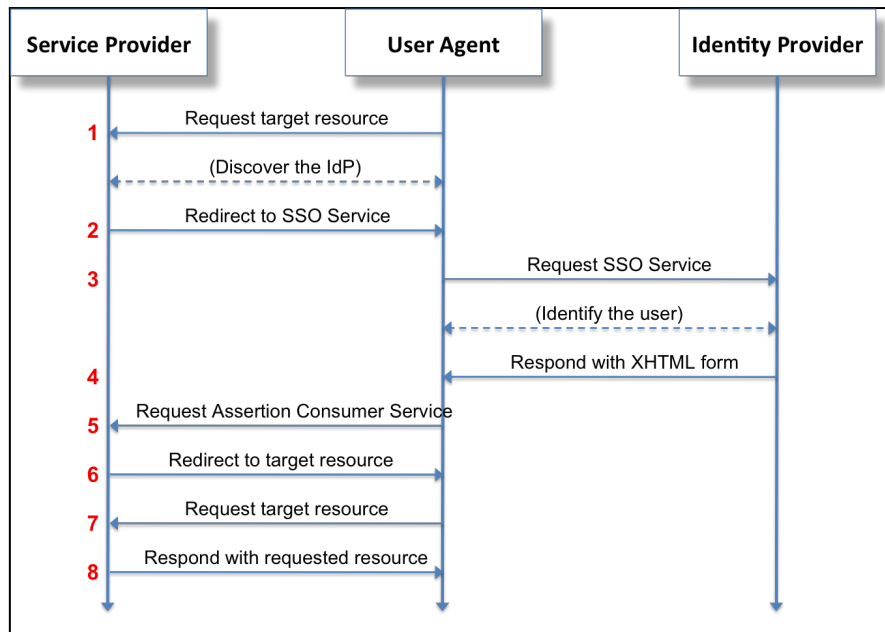 Service Provider
User Agent
Identity Provider
Request target resource
1
(Discover the IdP)
Redirect to SSO Service
2
Request SSO Service
3
(Identify the user)
Respond with XHTML form
4
Request Assertion Consumer Service
5
Redirect to target resource
6
Request target resource
7
Respond with requested resource
8